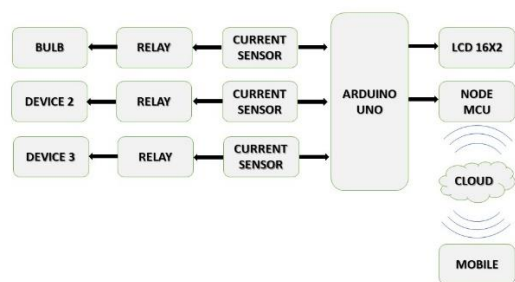 BULB
RELAY
CURRENT
SENSOR
ARDUINO
UNO
LCD 16X2
DEVICE 2
RELAY
CURRENT
SENSOR
NODE
MCU
DEVICE 3
RELAY
CURRENT
SENSOR
CLOUD
MOBILE